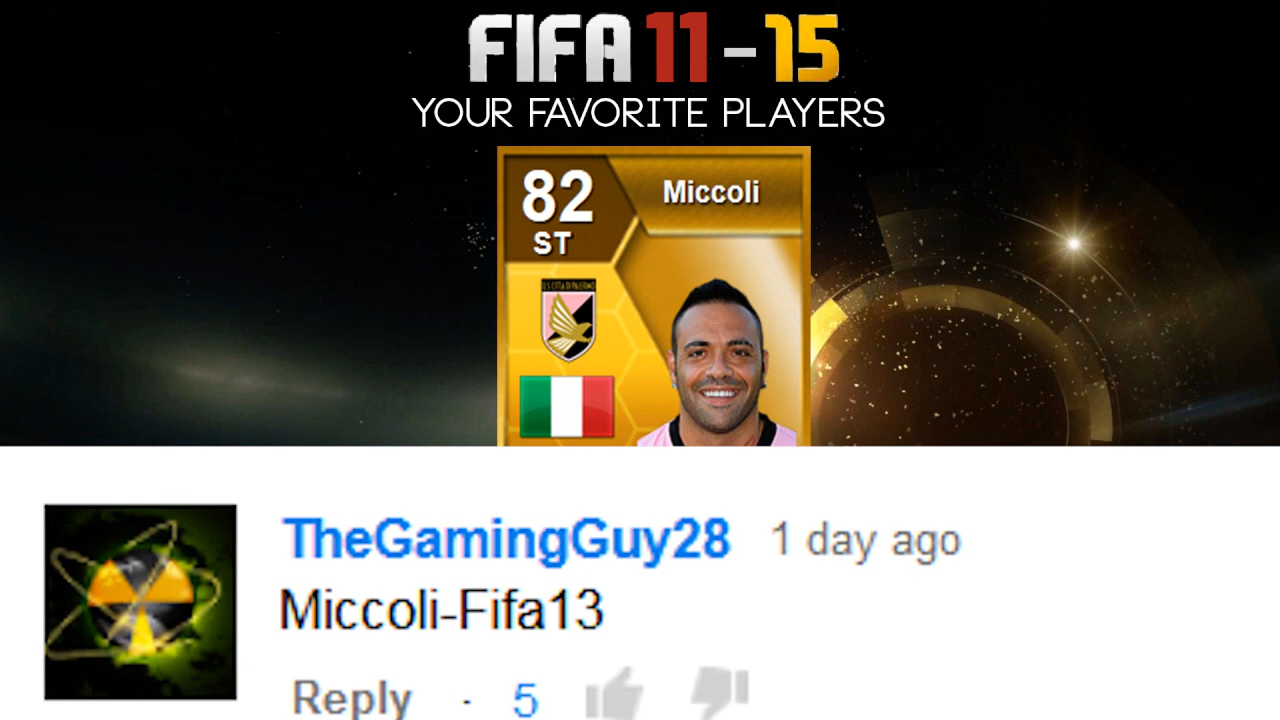 FIFA 11-15
YOUR FAVORITE PLAYERS
82
Miccoli
ST
TheGamingGuy28 1 day ago
Miccoli-Fifa13
Reply · 5